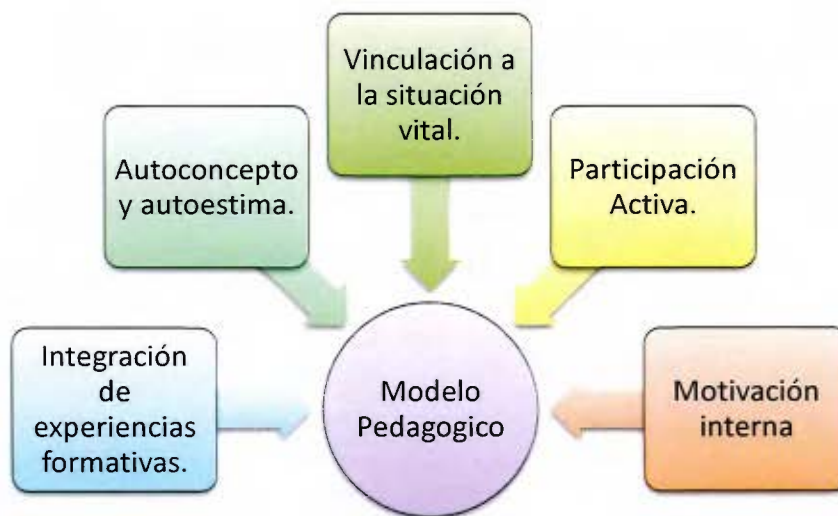 Vinculación a
la situación
vital.
Autoconcepto
y autoestima.
Participación
Activa.
Integración
de
experiencias
formativas.
Modelo
Pedagogico
Motivación
interna